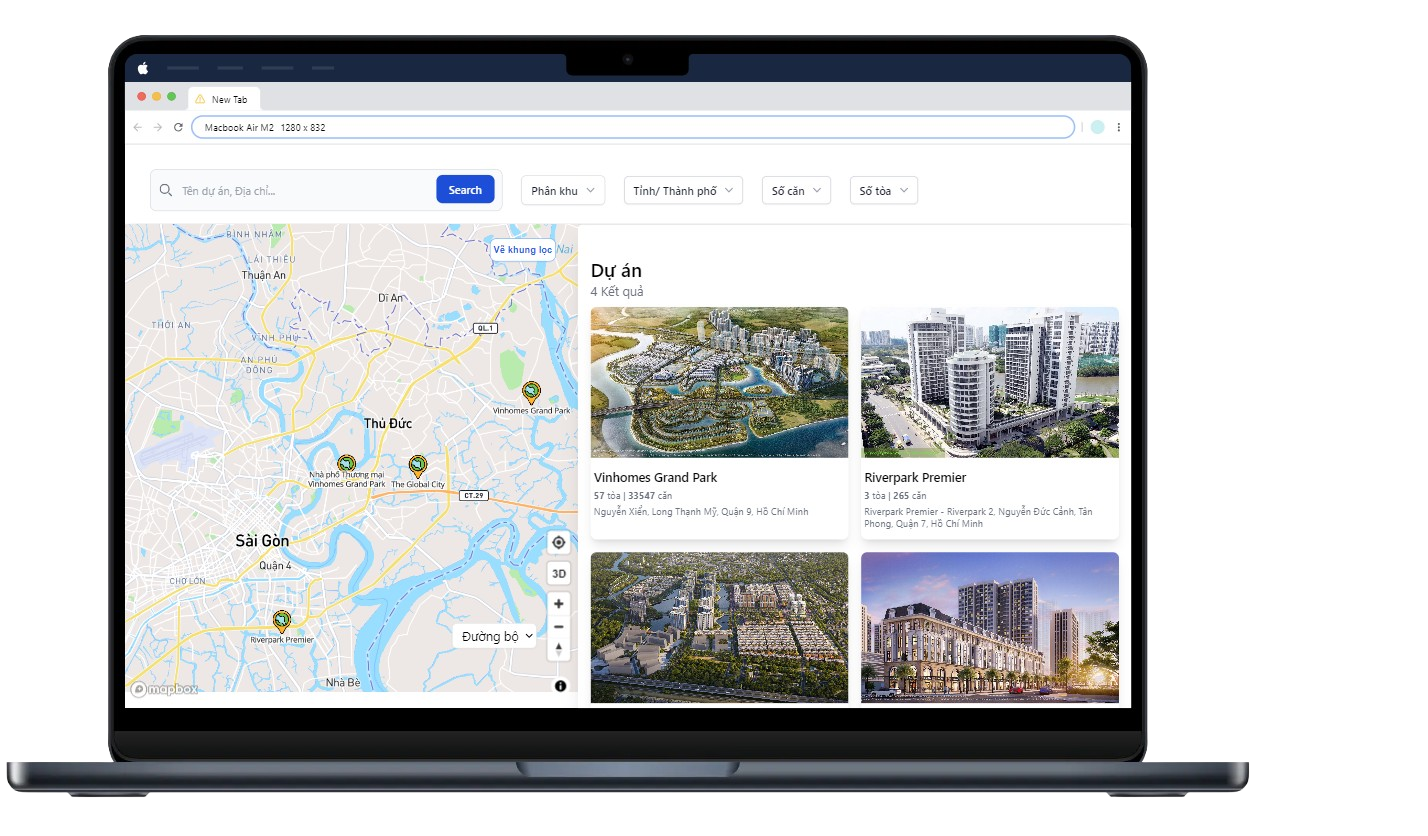 New Tab
Macbook Air M2 1280 x 832
Tên dự án, Địa chỉ...
Search
Phân khu
Tỉnh/ Thành phố
Số căn
Số tòa
BÌNH NHÂM
LÁI THIÊU
Thuận An
Vẽ khung lọc
Nai
Dĩ An
THỚI AN
QL.1
VĨNH PHÚ
AN PHÚ
ĐÔNG
Vinhomes Grand Park
Thủ Đức
Nhà phố Thương mại
Vinhomes Grand Park
The Global City
CT.29
Sài Gòn
Quận 4
CHỢ LỚN
3D
Riverpark Premier
Đường bộ
Nhà Bè
mapbox
Dự án
4 Kết quả
Vinhomes Grand Park
57 tòa | 33547 căn
Nguyễn Xiển, Long Thạnh Mỹ, Quận 9, Hồ Chí Minh
Riverpark Premier
3 tòa | 265 căn
Riverpark Premier - Riverpark 2, Nguyễn Đức Cảnh, Tân
Phong, Quận 7, Hồ Chí Minh